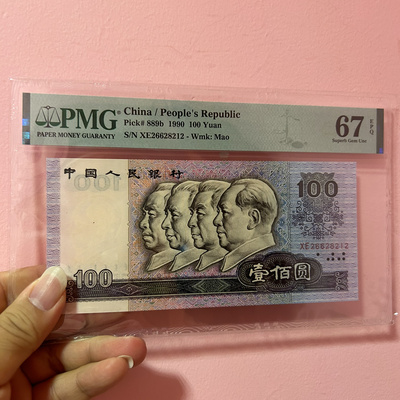 PMG
PAPER MONEY GUARANTY
China / People's Republic
Pick# 889b 1990 100 Yuan
S/N XE26628212 - Wmk: Mao
67
EPQ
Superb Gem Unc
中国人民银行
100
XE26628212
100
壹佰圆